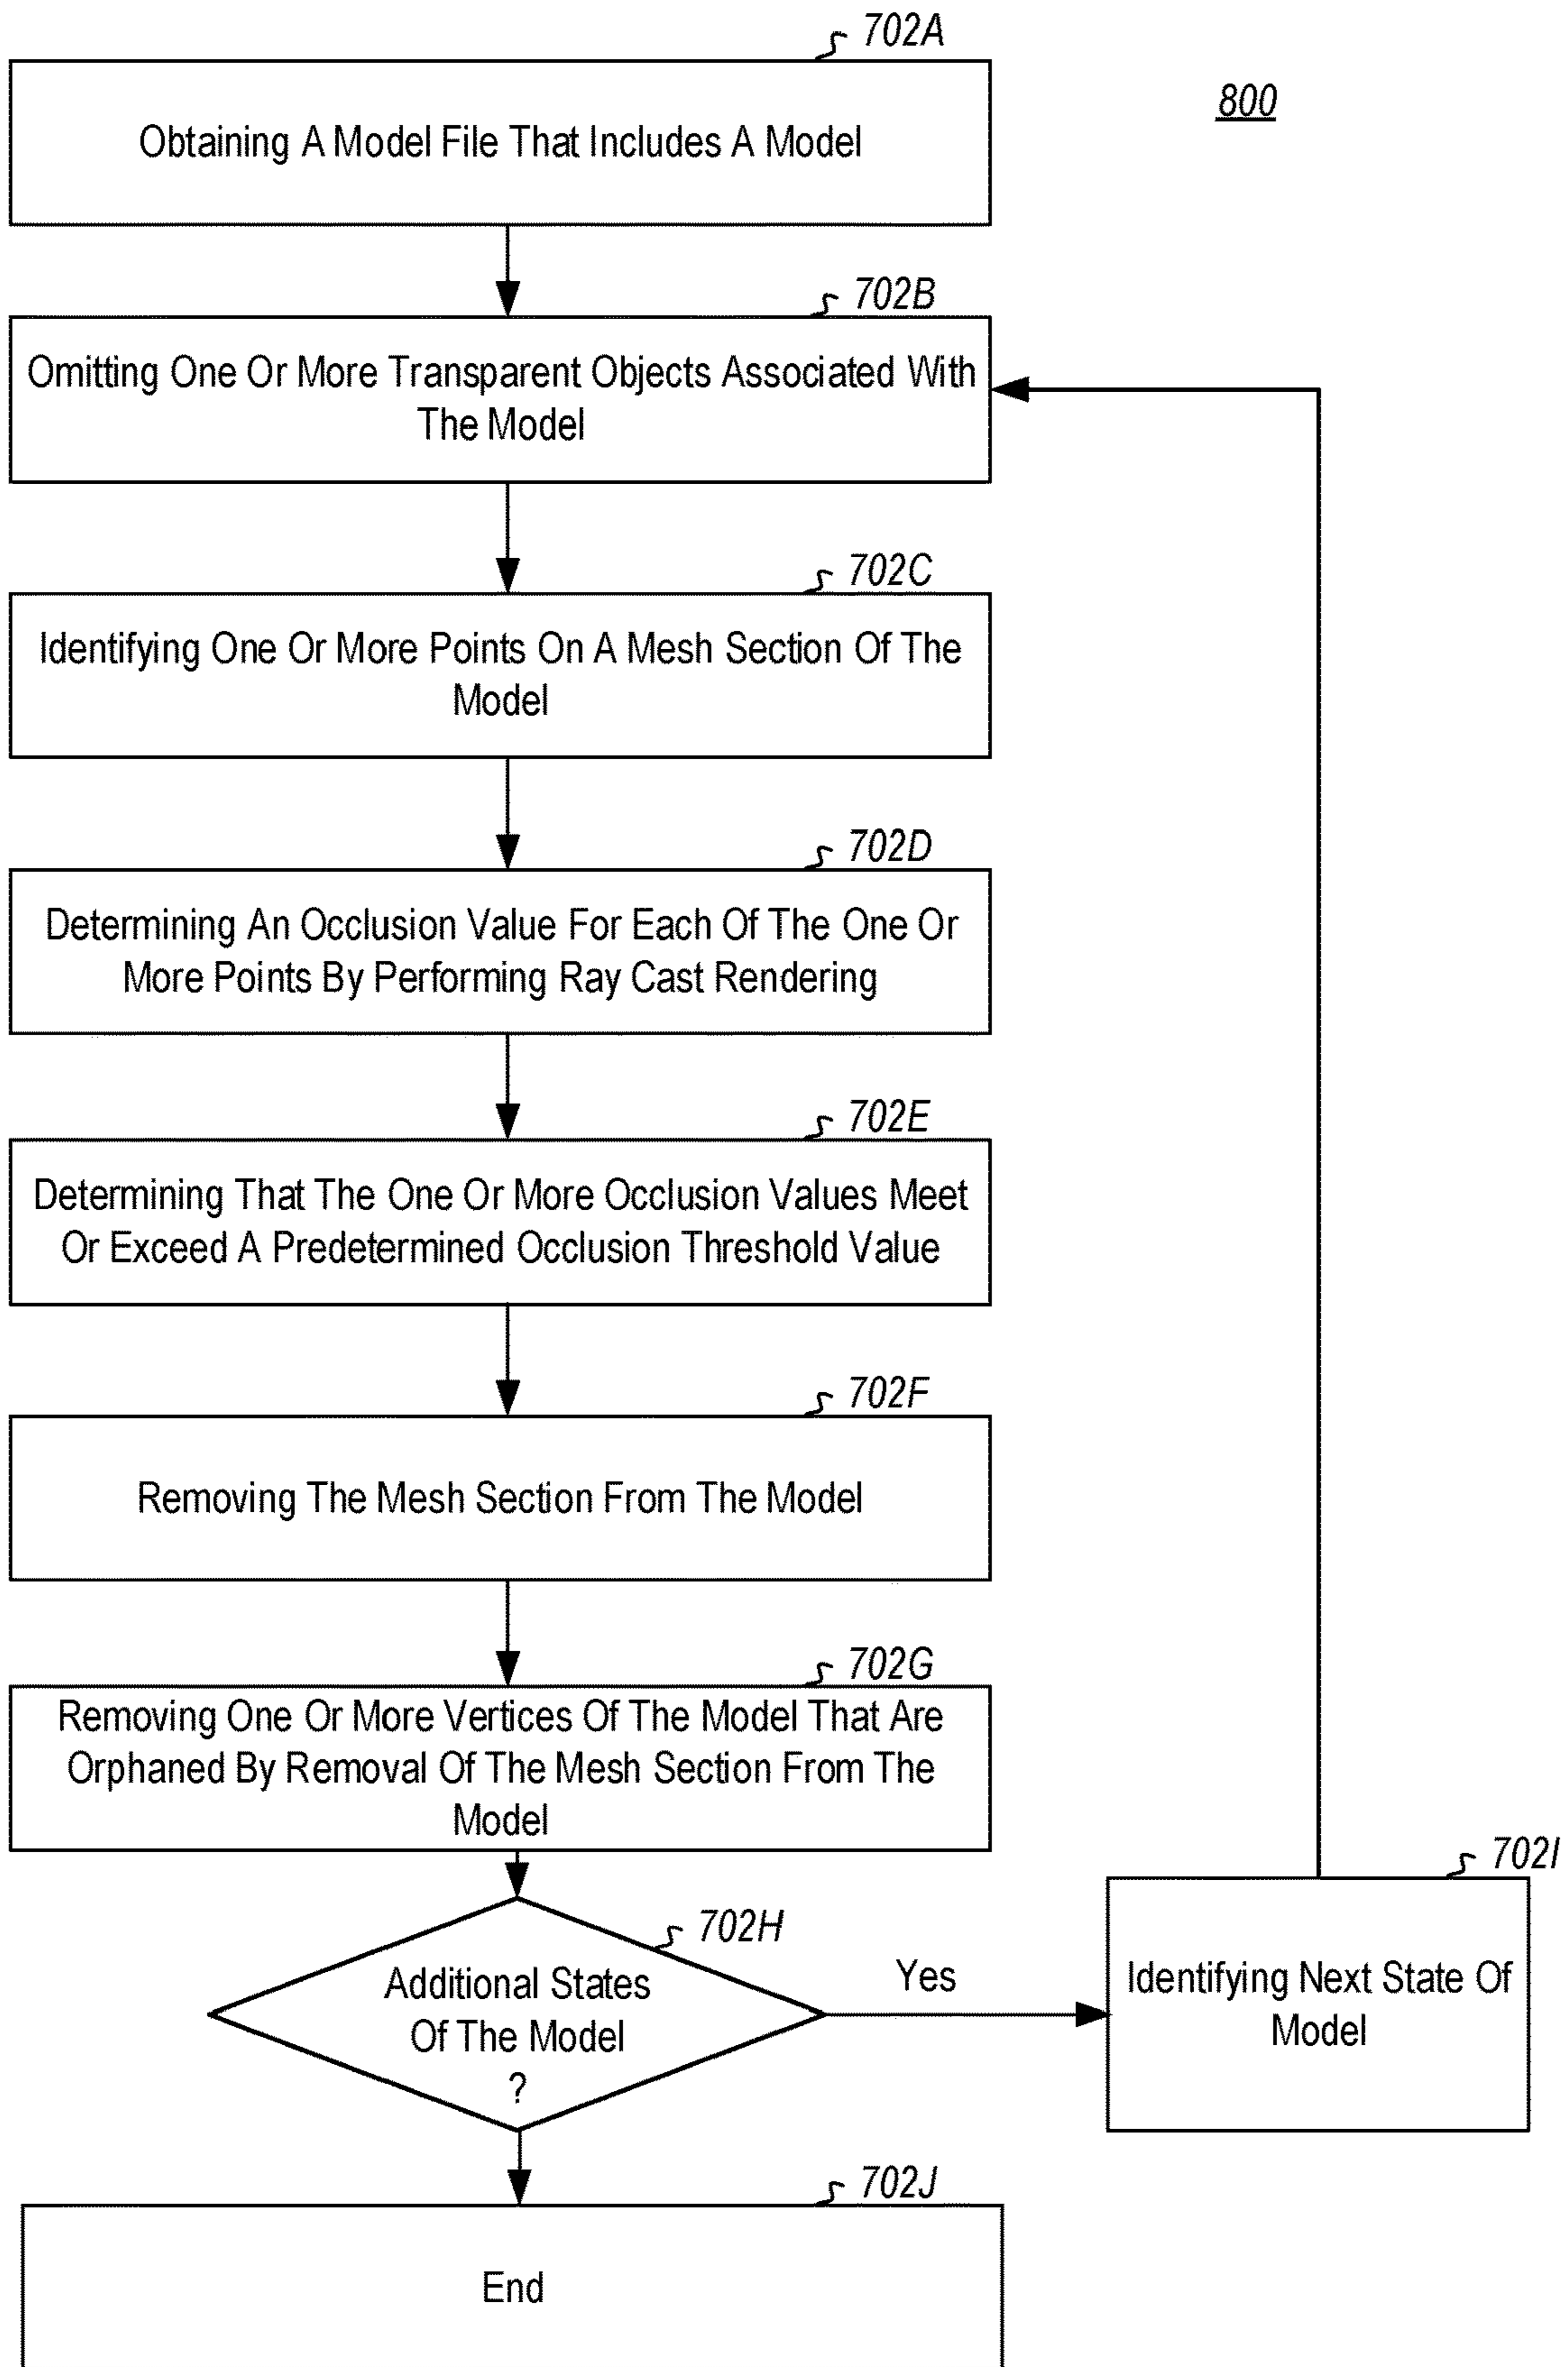 702A
800
Obtaining A Model File That Includes A Model
702B
Omitting One Or More Transparent Objects Associated With
The Model
702C
Identifying One Or More Points On A Mesh Section Of The
Model
702D
Determining An Occlusion Value For Each Of The One Or
More Points By Performing Ray Cast Rendering
702E
Determining That The One Or More Occlusion Values Meet
Or Exceed A Predetermined Occlusion Threshold Value
702F
Removing The Mesh Section From The Model
702G
Removing One Or More Vertices Of The Model That Are
Orphaned By Removal Of The Mesh Section From The
Model
702H
Additional States
Of The Model
?
Yes
702I
Identifying Next State Of
Model
702J
End